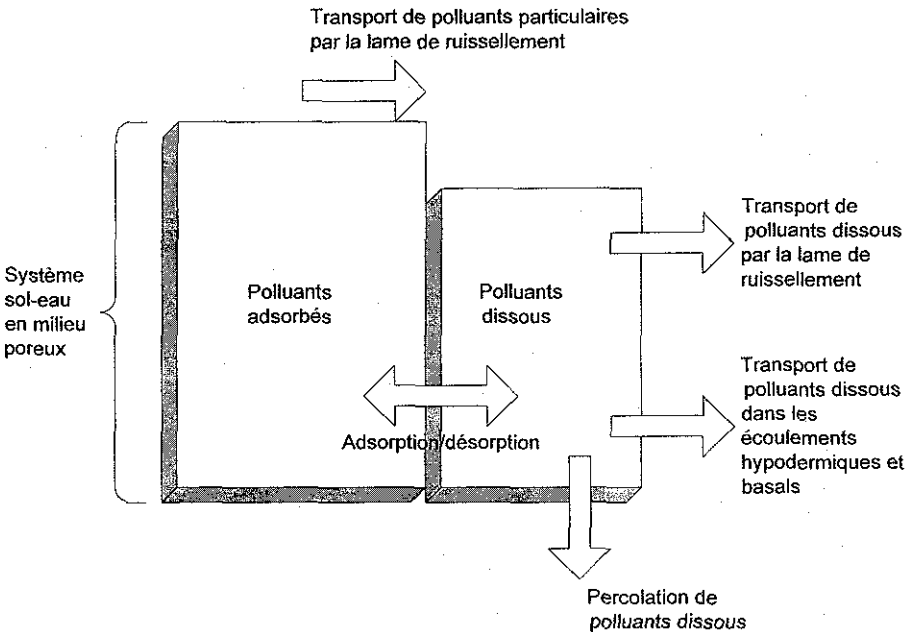 Transport de polluants particulaires
par la lame de ruissellement
Système
sol-eau
en milieu
poreux
Polluants
adsorbés
Polluants
dissous
Adsorption/désorption
Transport de
polluants dissous
par la lame de
ruissellement
Transport de
polluants dissous
dans les
écoulements
hypodermiques et
basals
Percolation de
polluants dissous